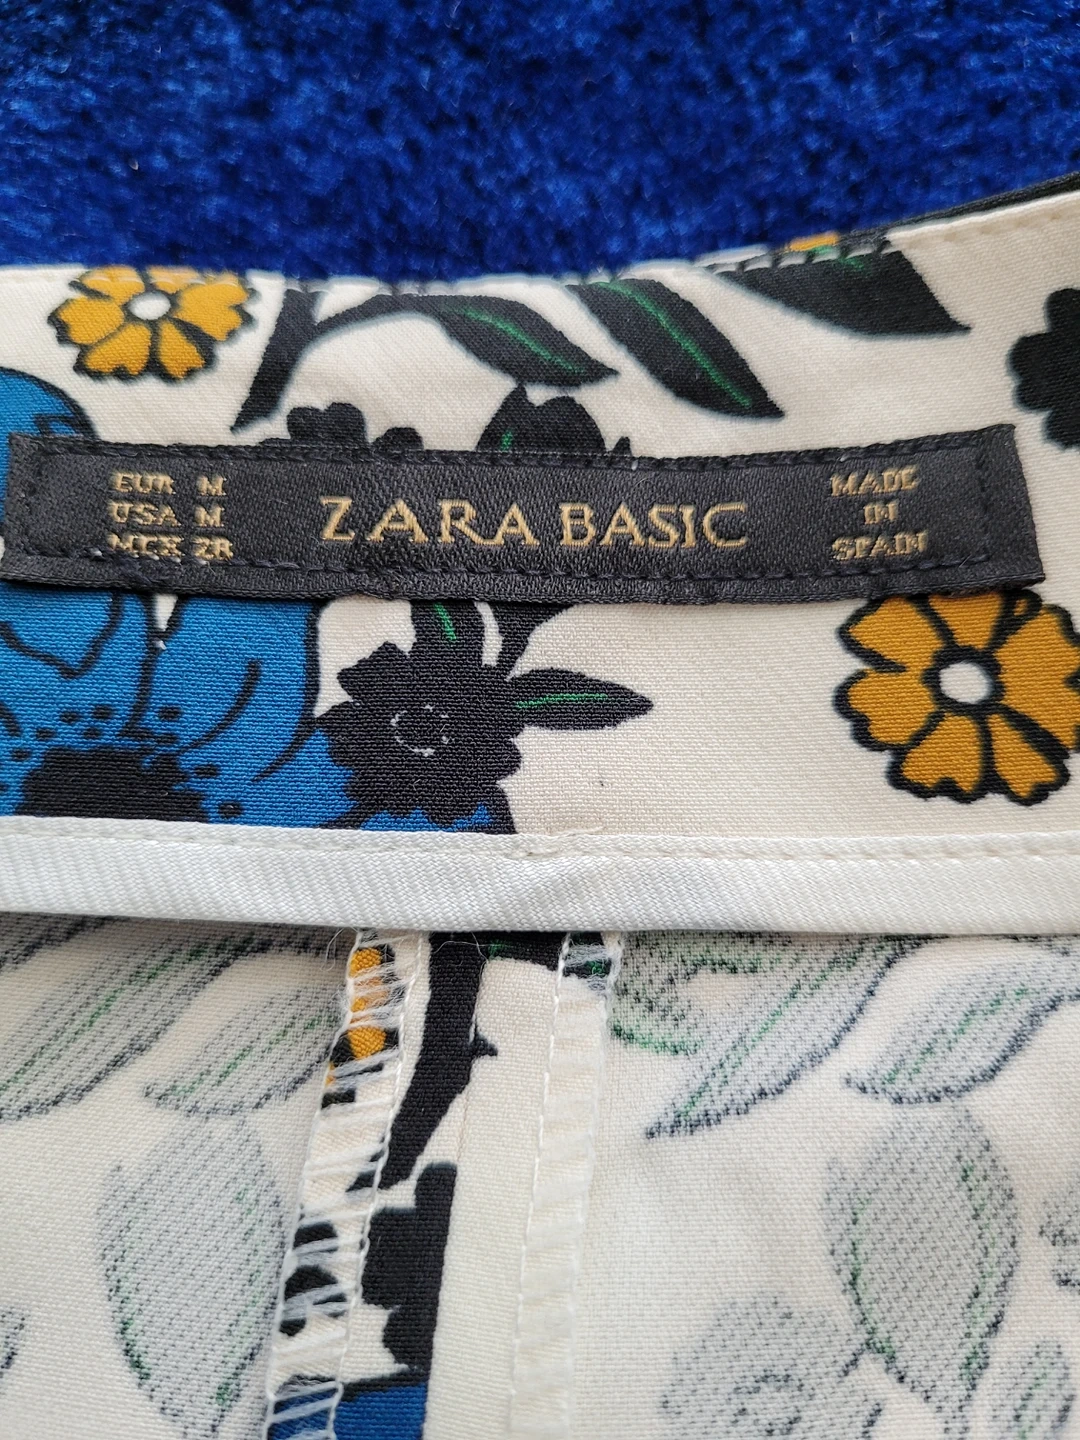 EUR M
USA M
MEX 28
ZARA BASIC
MADE
IN
SPAIN